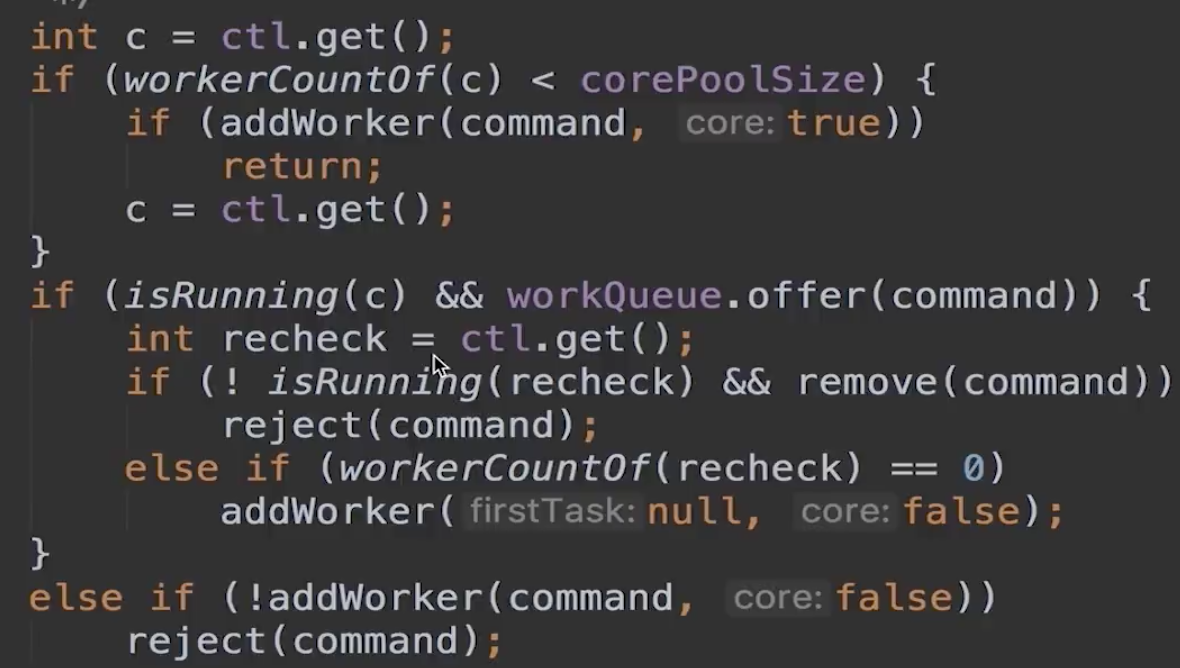 */
int c = ctl.get();
if (workerCountOf(c) < corePoolSize) {
if (addWorker(command, core: true))
return;
c = ctl.get();
}
if (isRunning(c) && workQueue.offer(command)) {
int recheck = ctl.get();
if (! isRunning(recheck) && remove(command))
reject(command);
else if (workerCountOf(recheck) == 0)
addWorker( firstTask: null, core: false);
}
else if (!addWorker(command, core: false))
reject(command);